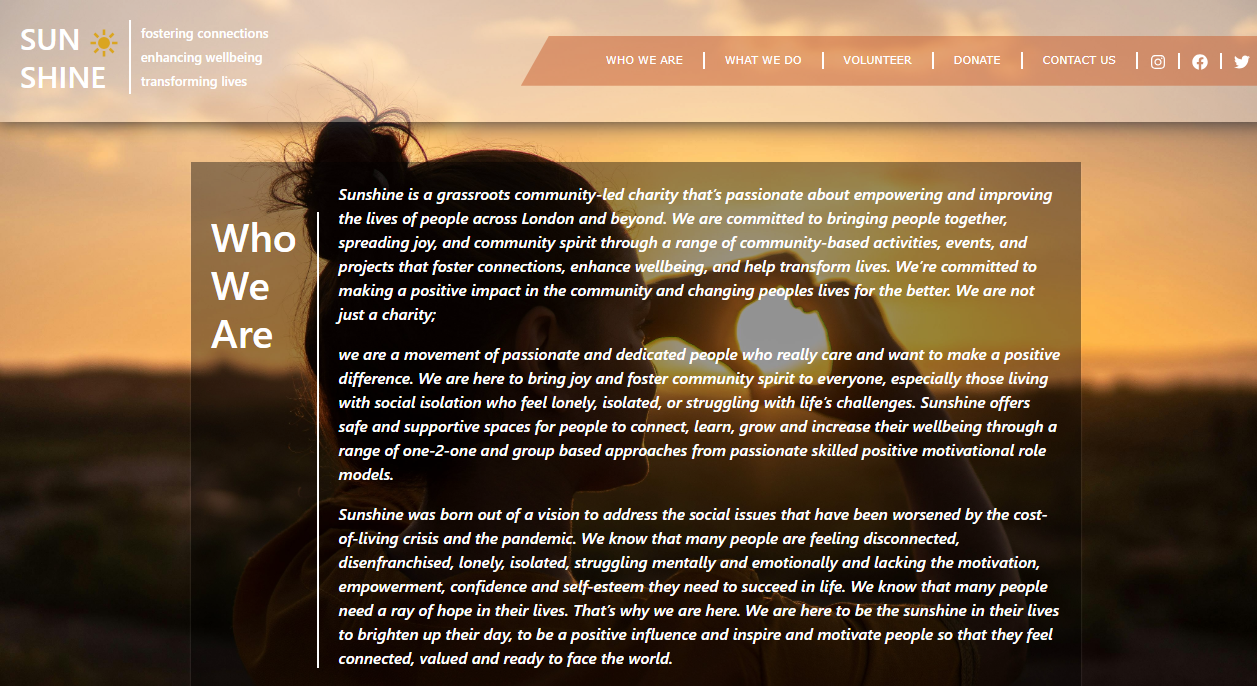 SUN
SHINE
fostering connections
enhancing wellbeing
transforming lives
WHO WE ARE
WHAT WE DO
VOLUNTEER
DONATE
CONTACT US
Who
We
Are
Sunshine is a grassroots community-led charity that's passionate about empowering and improving
the lives of people across London and beyond. We are committed to bringing people together,
spreading joy, and community spirit through a range of community-based activities, events, and
projects that foster connections, enhance wellbeing, and help transform lives. We're committed to
making a positive impact in the community and changing peoples lives for the better. We are not
just a charity;
we are a movement of passionate and dedicated people who really care and want to make a positive
difference. We are here to bring joy and foster community spirit to everyone, especially those living
with social isolation who feel lonely, isolated, or struggling with life's challenges. Sunshine offers
safe and supportive spaces for people to connect, learn, grow and increase their wellbeing through a
range of one-2-one and group based approaches from passionate skilled positive motivational role
models.
Sunshine was born out of a vision to address the social issues that have been worsened by the cost-
of-living crisis and the pandemic. We know that many people are feeling disconnected,
disenfranchised, lonely, isolated, struggling mentally and emotionally and lacking the motivation,
empowerment, confidence and self-esteem they need to succeed in life. We know that many people
need a ray of hope in their lives. That's why we are here. We are here to be the sunshine in their lives
to brighten up their day, to be a positive influence and inspire and motivate people so that they feel
connected, valued and ready to face the world.